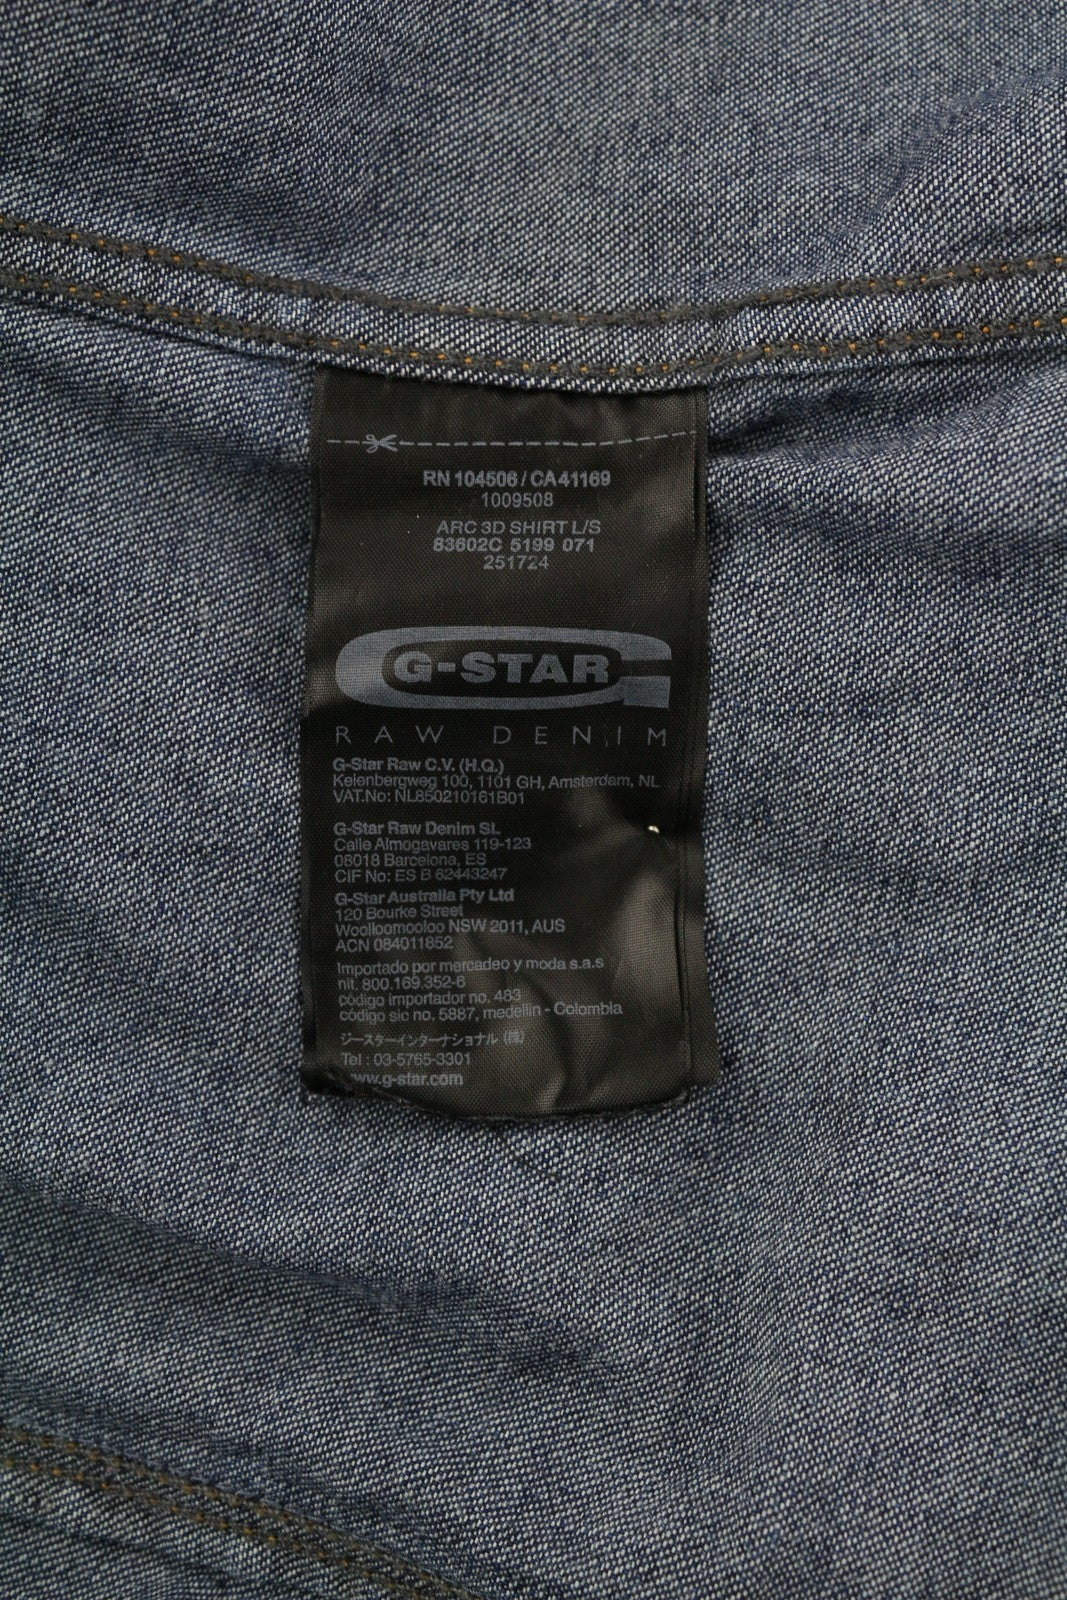 RN 104506 / CA 41169
1009508
ARC 3D SHIRT L/S
83602C 5199 071
251724
G-STAR
RAW DENIM
G-Star Raw C.V. (H.Q.)
Keienbergweg 100, 1101 GH, Amsterdam, NL
VAT.No: NL850210161B01
G-Star Raw Denim SL
Calle Almogavares 119-123
08018 Barcelona, ES
CIF No: ES B 62443247
G-Star Australia Pty Ltd
120 Bourke Street
Woolloomooloo NSW 2011, AUS
ACN 084011852
Importado por mercadeo y moda s.a.s
nit. 800.169.352-6
código importador no. 483
código sic no. 5887, medellin - Colombia
ジースターインターナショナル (株)
Tel : 03-5765-3301
www.g-star.com